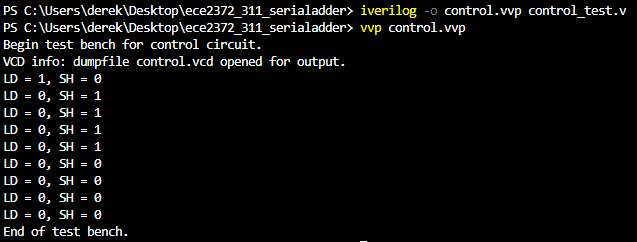 PS C:\Users\derek\Desktop\ece2372_311_serialadder> iverilog -o control.vvp control_test.v
PS C:\Users\derek\Desktop\ece2372_311_serialadder> vvp control.vvp
Begin test bench for control circuit.
VCD info: dumpfile control.vcd opened for output.
LD = 1, SH = 0
LD = 0, SH = 1
LD = 0, SH = 1
LD = 0, SH = 1
LD = 0, SH = 1
LD = 0, SH = 0
LD = 0, SH = 0
LD = 0, SH = 0
LD = 0, SH = 0
End of test bench.